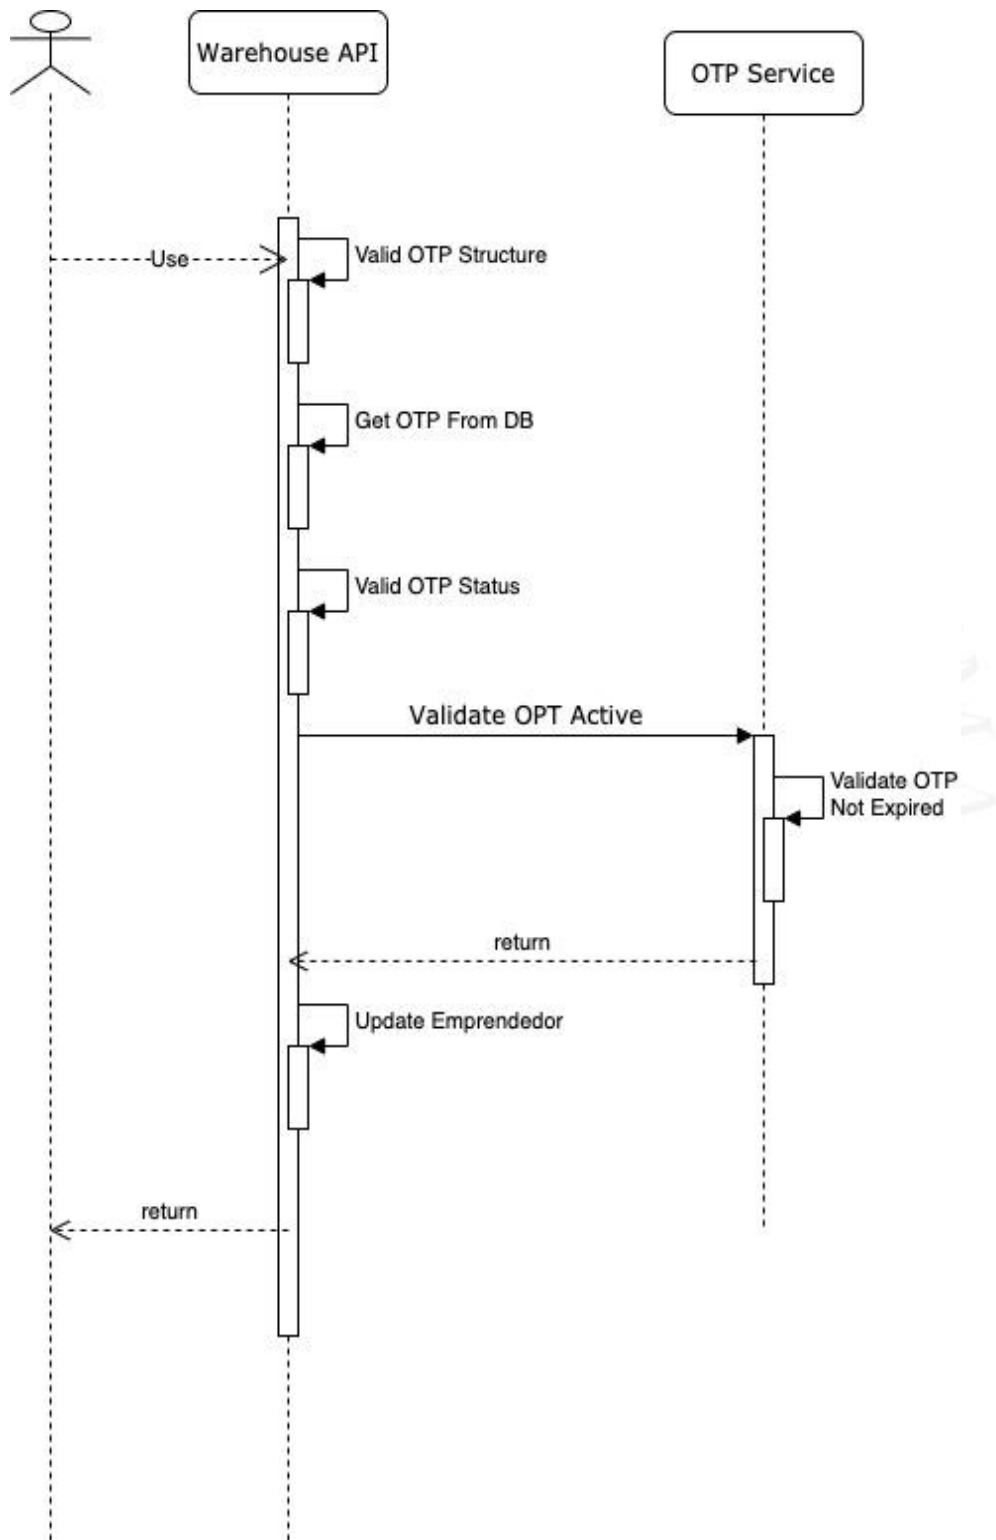 Warehouse API
OTP Service
Use
Valid OTP Structure
Get OTP From DB
Valid OTP Status
Validate OPT Active
Validate OTP
Not Expired
return
Update Emprendedor
return